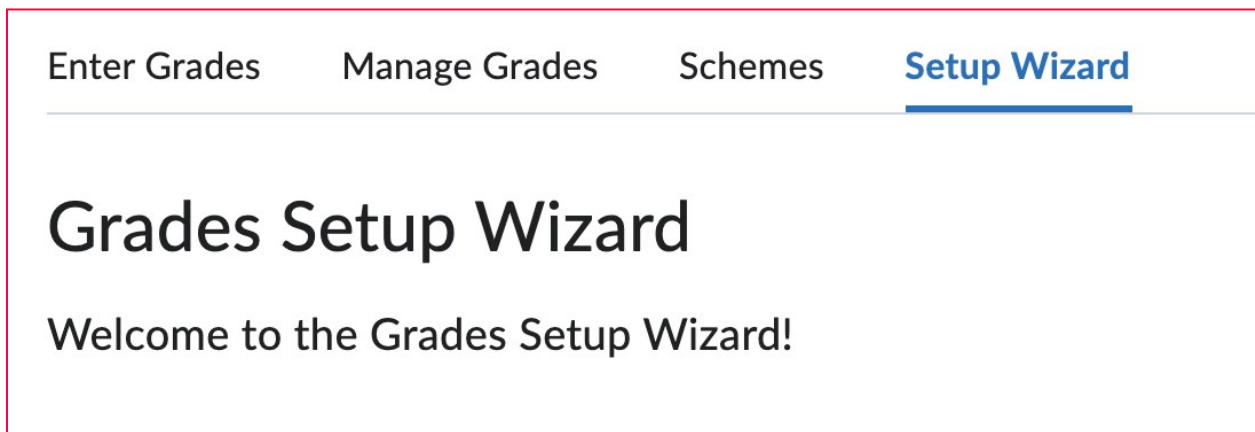 Enter Grades Manage Grades Schemes Setup Wizard
Grades Setup Wizard
Welcome to the Grades Setup Wizard!